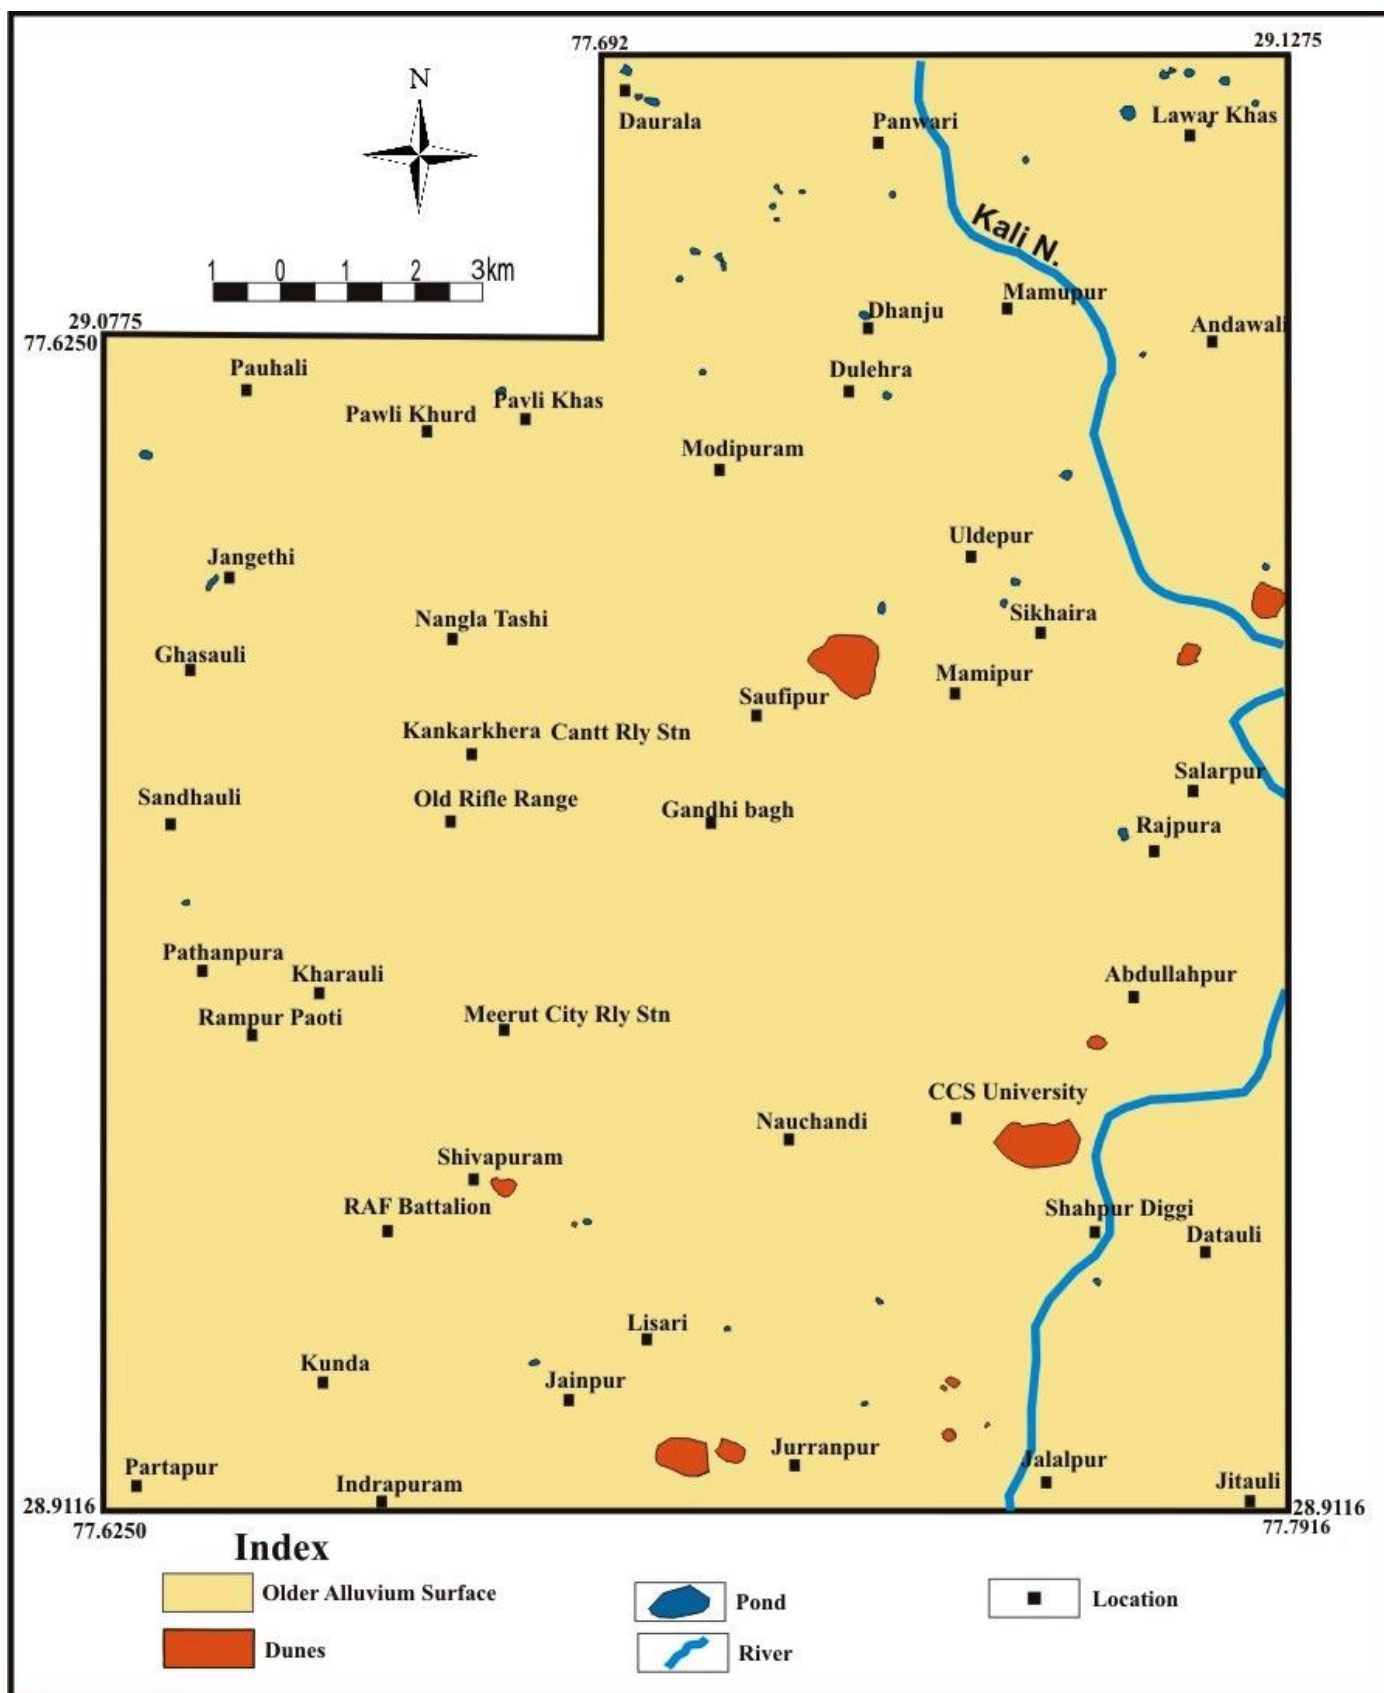 77.692
29.1275
N
Daurala
Panwari
Lawar Khas
Kali N.
1 0 1 2 3km
29.0775
77.6250
Dhanju
Mamupur
Andawali
Pauhali
Dulehra
Pawli Khurd
Pavli Khas
Modipuram
Uldepur
Jangethi
Nangla Tashi
Sikhaira
Ghasauli
Mamipur
Saufipur
Kankarkhera
Cantt Rly Stn
Salarpur
Sandhauli
Old Rifle Range
Gandhi bagh
Rajpura
Pathanpura
Kharauli
Abdullahpur
Rampur Paoti
Meerut City Rly Stn
CCS University
Nauchandi
Shivapuram
RAF Battalion
Shahpur Diggi
Datauli
Lisari
Kunda
Jainpur
Jurranpur
Jalalpur
Partapur
Indrapuram
Jitauli
28.9116
28.9116
77.6250
77.7916
Index
Older Alluvium Surface
Pond
Location
Dunes
River